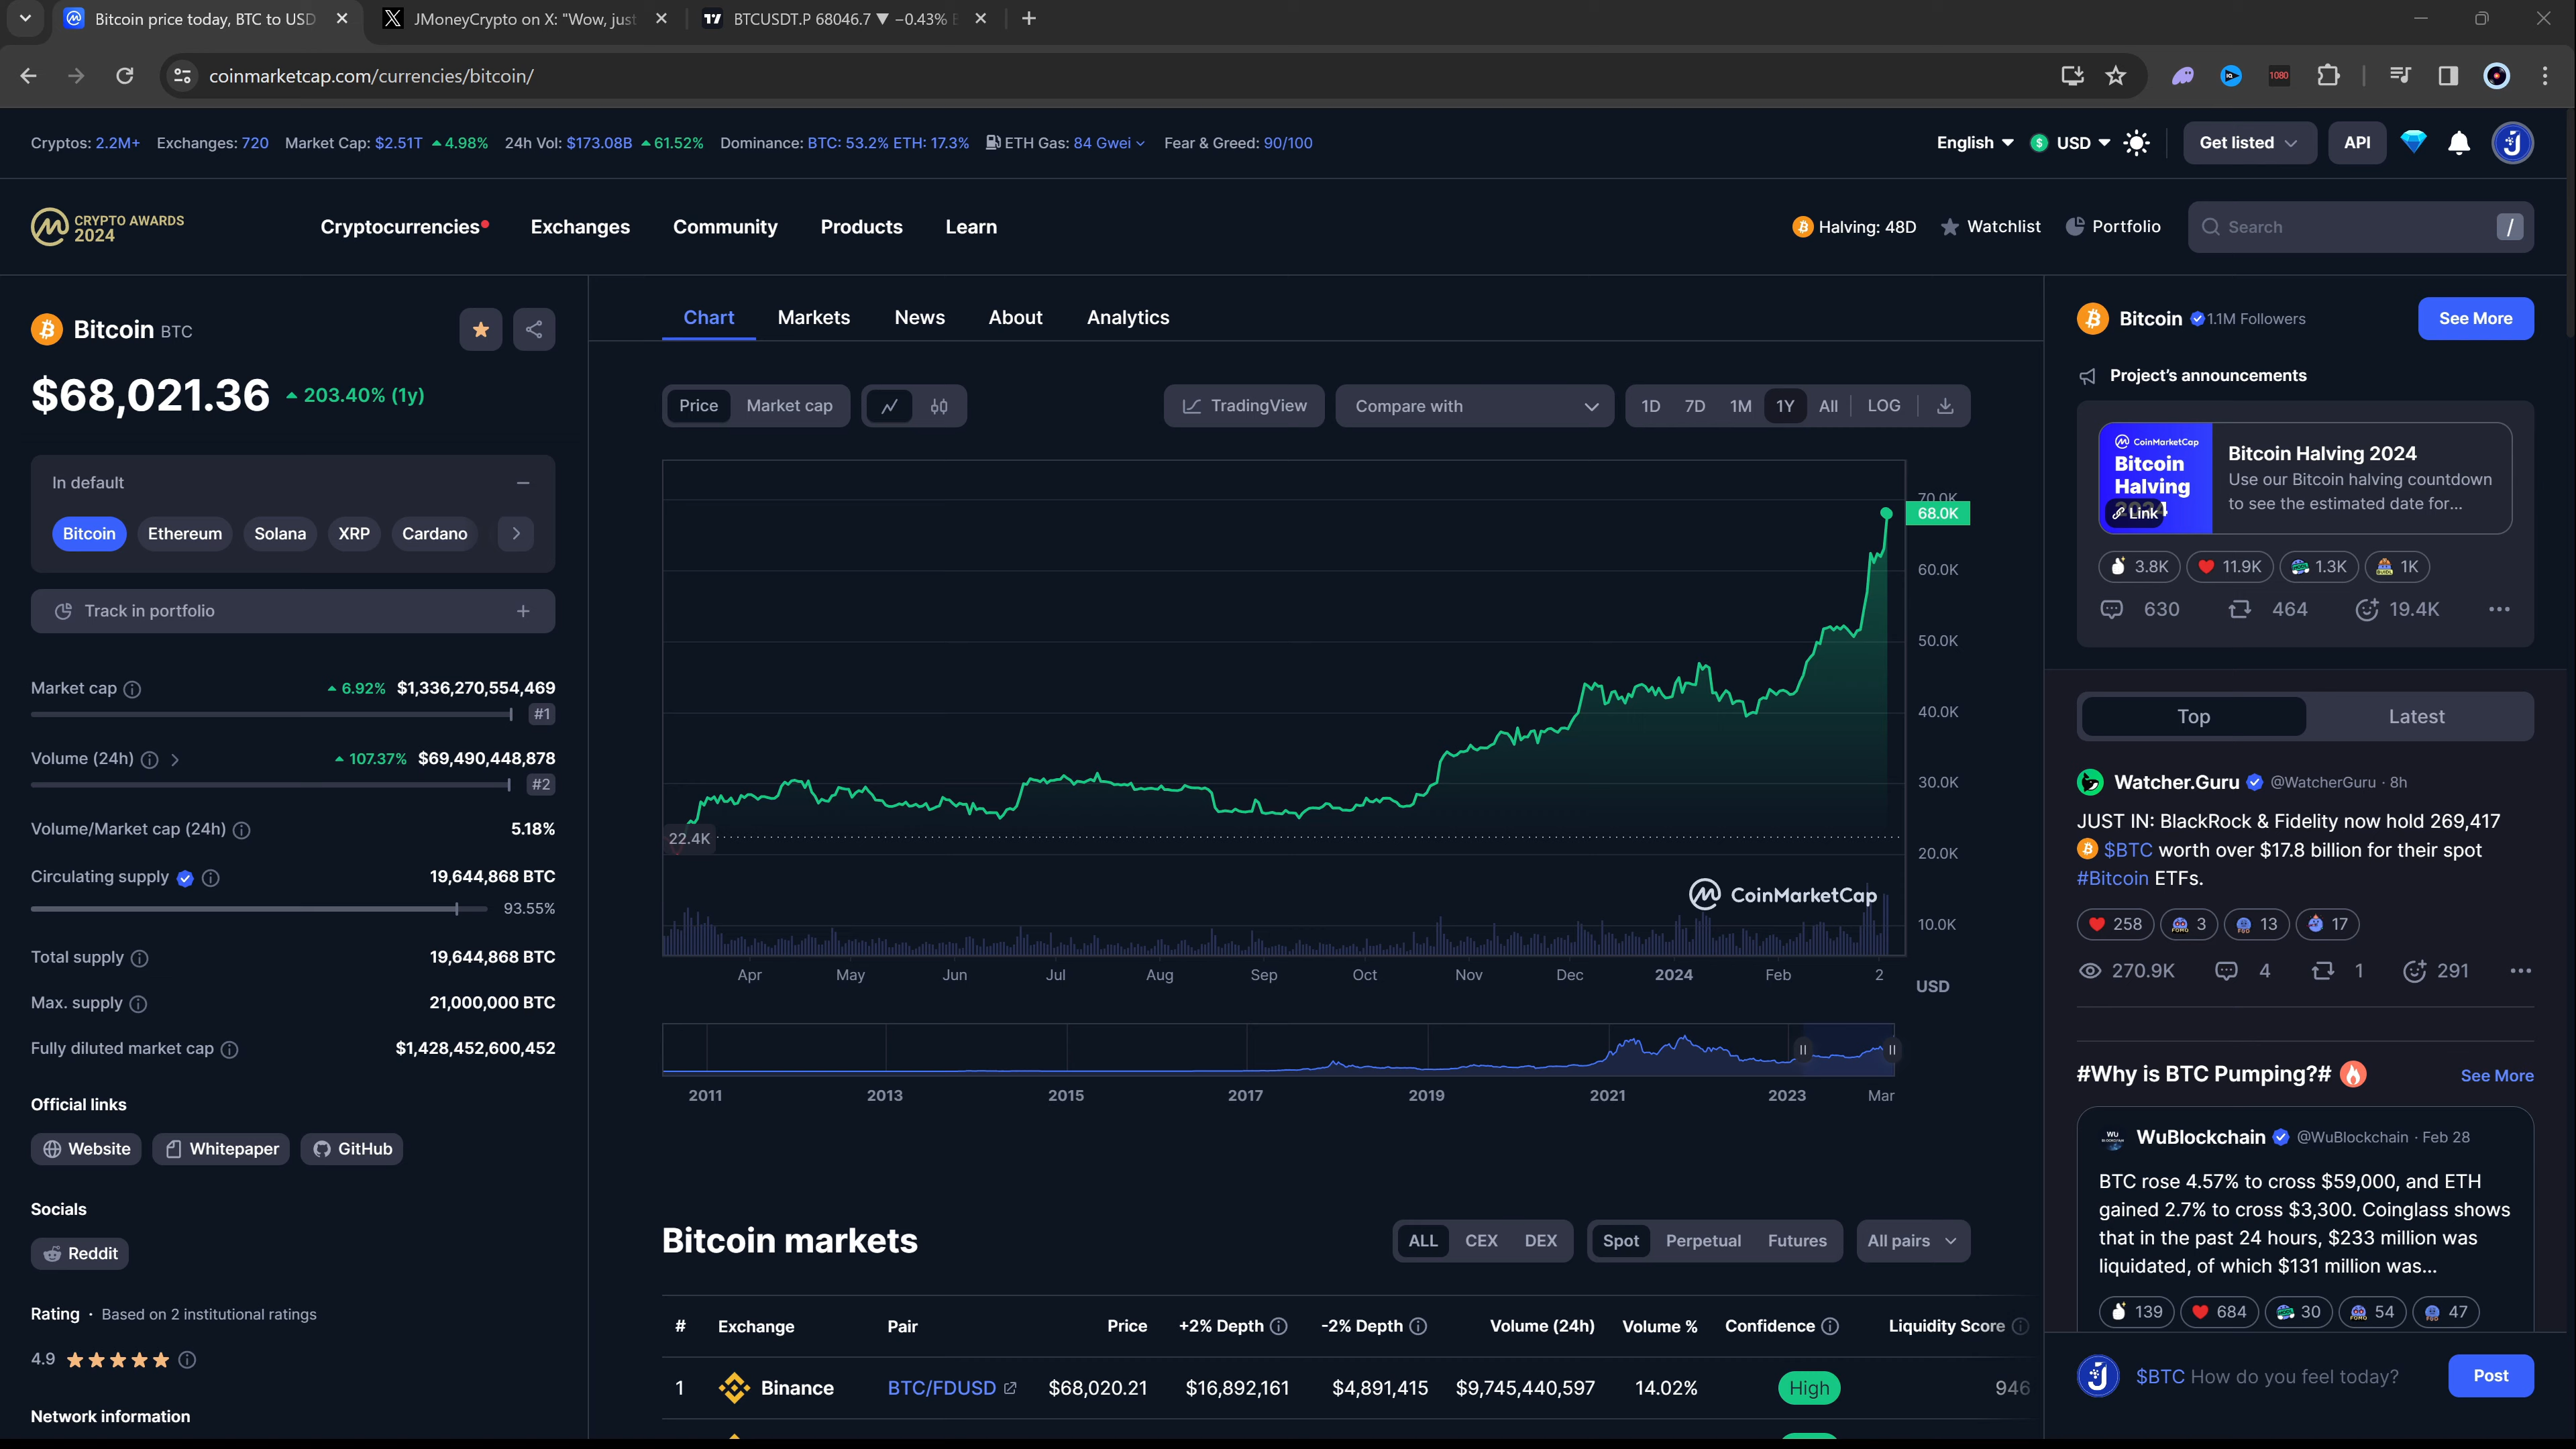 Bitcoin price today, BTC to USD
JMoneyCrypto on X: "Wow, just
BTCUSDT.P 68046.7 ▼ −0.43%
coinmarketcap.com/currencies/bitcoin/
1080
Cryptos: 2.2M+ Exchanges: 720 Market Cap: $2.51T 4.98% 24h Vol: $173.08B 61.52% Dominance: BTC: 53.2% ETH: 17.3% ETH Gas: 84 Gwei Fear & Greed: 90/100
English USD Get listed API
CRYPTO AWARDS
2024
Cryptocurrencies Exchanges Community Products Learn
Halving: 48D Watchlist Portfolio Search /
Bitcoin BTC
$68,021.36 203.40% (1y)
In default
Bitcoin Ethereum Solana XRP Cardano
Track in portfolio
Market cap 6.92% $1,336,270,554,469
#1
Volume (24h) 107.37% $69,490,448,878
#2
Volume/Market cap (24h) 5.18%
Circulating supply 19,644,868 BTC
93.55%
Total supply 19,644,868 BTC
Max. supply 21,000,000 BTC
Fully diluted market cap $1,428,452,600,452
Official links
Website Whitepaper GitHub
Socials
Reddit
Rating · Based on 2 institutional ratings
4.9
Network information
Chart Markets News About Analytics
Price Market cap TradingView Compare with 1D 7D 1M 1Y All LOG
70.0K
68.0K
60.0K
50.0K
40.0K
30.0K
22.4K
20.0K
CoinMarketCap
10.0K
Apr May Jun Jul Aug Sep Oct Nov Dec 2024 Feb 2
USD
2011 2013 2015 2017 2019 2021 2023 Mar
Bitcoin markets
ALL CEX DEX Spot Perpetual Futures All pairs
# Exchange Pair Price +2% Depth -2% Depth Volume (24h) Volume % Confidence Liquidity Score
1 Binance BTC/FDUSD $68,020.21 $16,892,161 $4,891,415 $9,745,440,597 14.02% High 946
Bitcoin 1.1M Followers See More
Project's announcements
CoinMarketCap
Bitcoin
Halving
Link
Bitcoin Halving 2024
Use our Bitcoin halving countdown
to see the estimated date for...
3.8K 11.9K 1.3K 1K
630 464 19.4K
Top Latest
Watcher.Guru @WatcherGuru · 8h
JUST IN: BlackRock & Fidelity now hold 269,417
$BTC worth over $17.8 billion for their spot
#Bitcoin ETFs.
258 3 13 17
270.9K 4 1 291
#Why is BTC Pumping?# See More
WuBlockchain @WuBlockchain · Feb 28
BTC rose 4.57% to cross $59,000, and ETH
gained 2.7% to cross $3,300. Coinglass shows
that in the past 24 hours, $233 million was
liquidated, of which $131 million was...
139 684 30 54 47
$BTC How do you feel today? Post